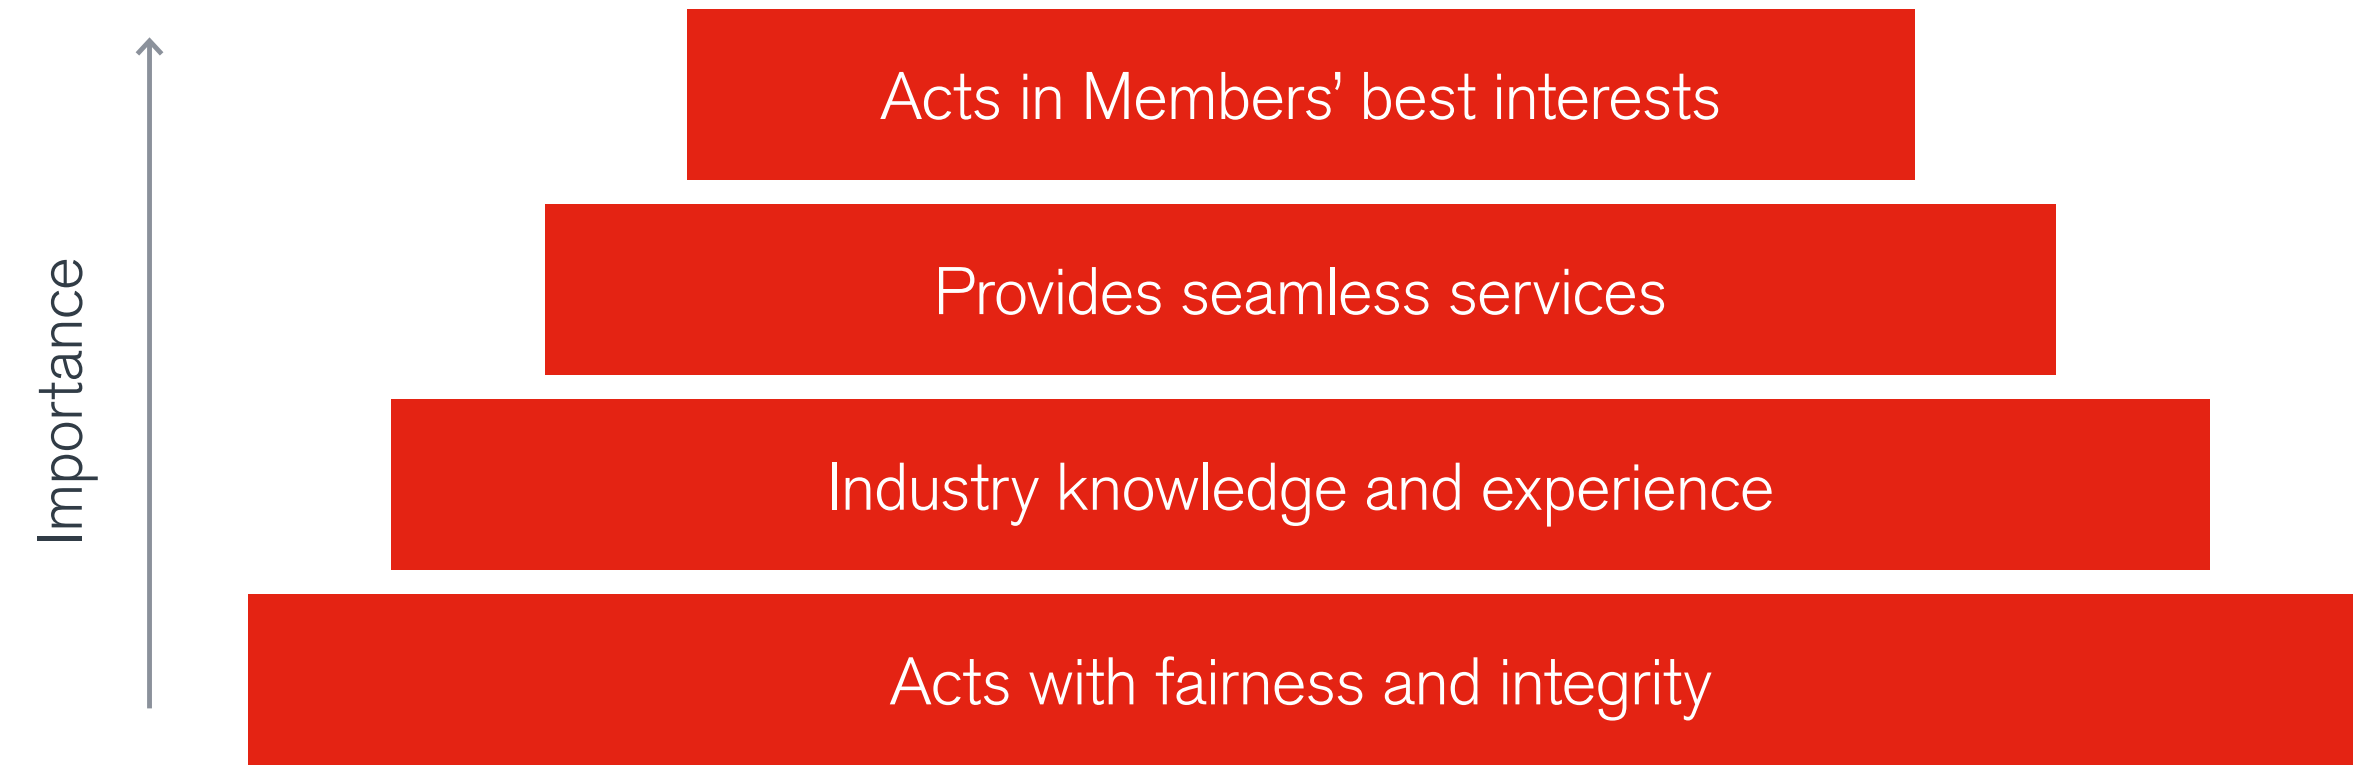 Importance
Acts in Members’ best interests
Provides seamless services
Industry knowledge and experience
Acts with fairness and integrity